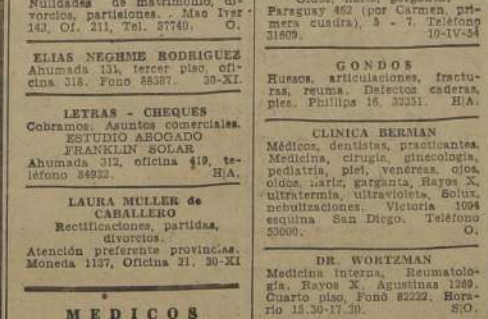 Nulidades de matrimonio, di-
vorcios, particiones. . Mac Iver
142, Of. 211, Tel. 37740. O.
ELIAS NEGHME RODRIGUEZ
Ahumada 131, tercer piso, ofi-
cina 318. Fono 88387. 30-XI.
LETRAS - CHEQUES
Cobramos: Asuntos comerciales.
ESTUDIO ABOGADO
FRANKLIN SOLAR
Ahumada 312, oficina 419, te-
léfono 84932. H|A.
LAURA MULLER de
CABALLERO
Rectificaciones, partidas,
divorcios.
Atención preferente provincias.
Moneda 1137, Oficina 21. 30-XI
MEDICOS
Paraguay 462 (por Carmen, pri-
mera cuadra), 5 - 7. Teléfono
31609. 10-IV-54
GONDOS
Huesos, articulaciones, fractu-
ras, reuma. Defectos caderas,
pies. Phillips 16, 32251. H|A.
CLINICA BERMAN
Médicos, dentistas, practicantes.
Medicina, cirugía, ginecología,
pediatría, piel, venéreas, ojos,
oídos, nariz, garganta, Rayos X,
ultratermia, ultravioleta, Solux,
nebulizaciones. Victoria 1094
esquina San Diego. Teléfono
53000. O.
DR. WORTZMAN
Medicina interna, Reumatolo-
gía. Rayos X. Agustinas 1269.
Cuarto piso, Fono 82222. Hora-
rio 15.30-17.30. S|O.